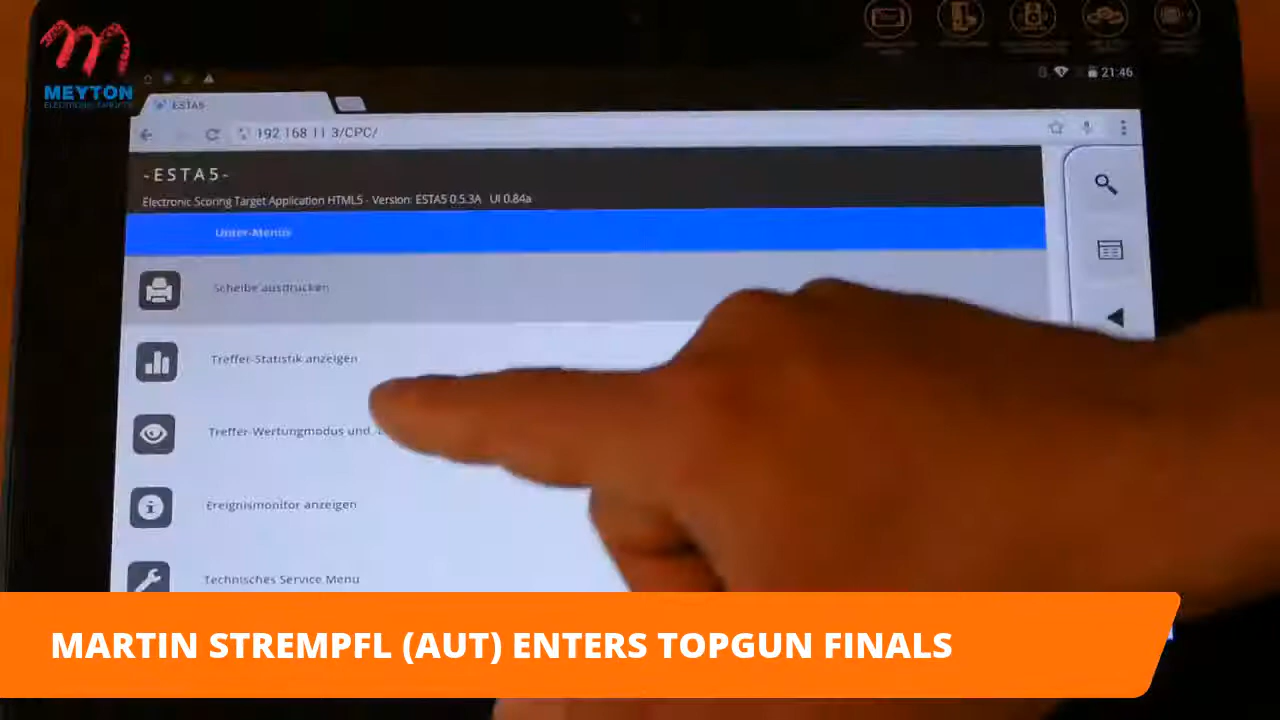 MEYTON
21:46
ESTA5
192.168.11.3/CPC/
-ESTA5-
Electronic Scoring Target Application HTML5 - Version: ESTA5 0.5.3A UI 0.84a
Unter-Menüs
Scheibe ausdrucken
Treffer-Statistik anzeigen
Treffer-Wertungmodus und
Ereignismonitor anzeigen
Technisches Service Menu
MARTIN STREMPFL (AUT) ENTERS TOPGUN FINALS